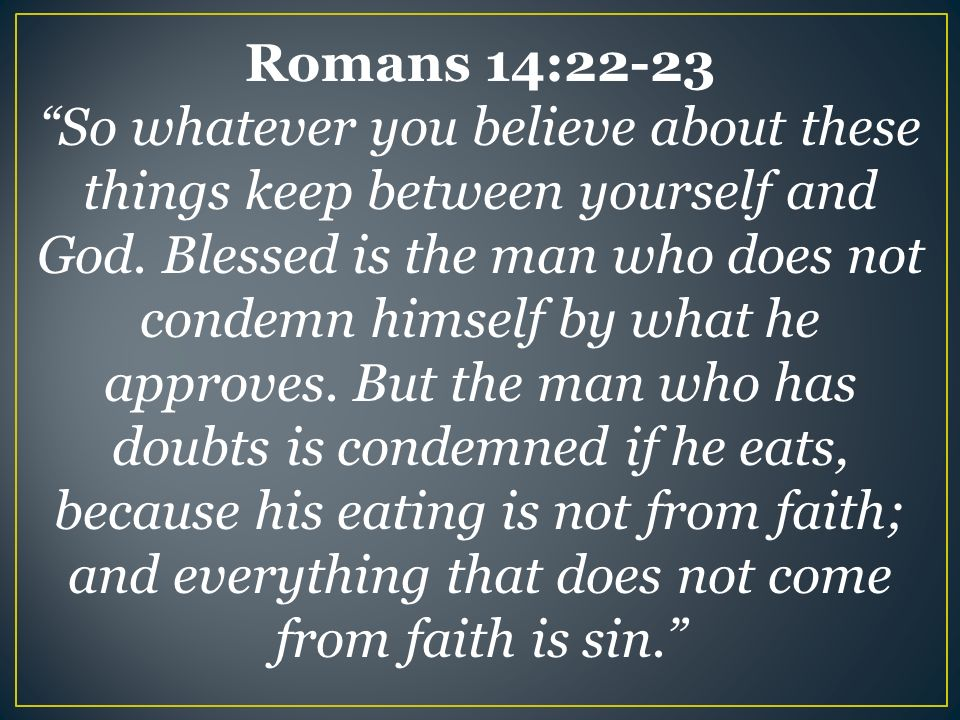 Romans 14:22-23
“So whatever you believe about these
things keep between yourself and
God. Blessed is the man who does not
condemn himself by what he
approves. But the man who has
doubts is condemned if he eats,
because his eating is not from faith;
and everything that does not come
from faith is sin.”